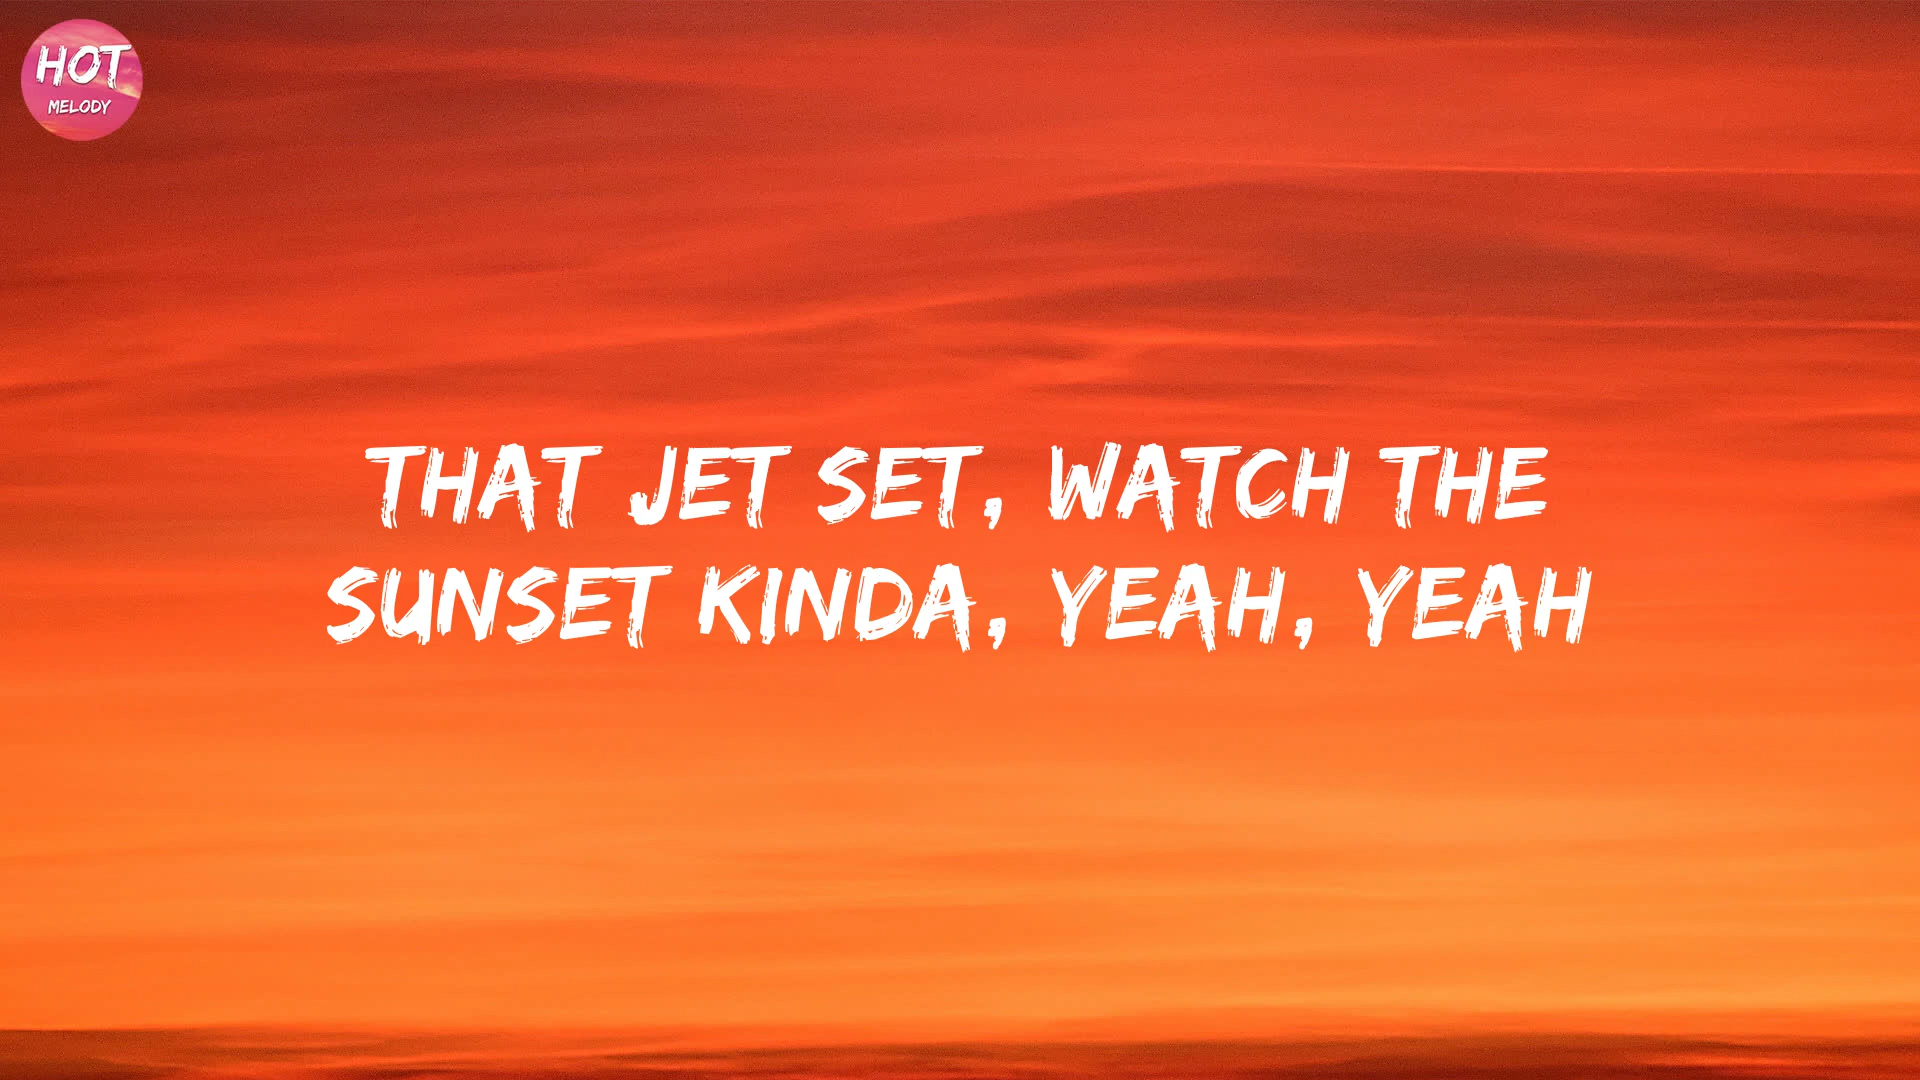 HOT
MELODY
THAT JET SET, WATCH THE
SUNSET KINDA, YEAH, YEAH